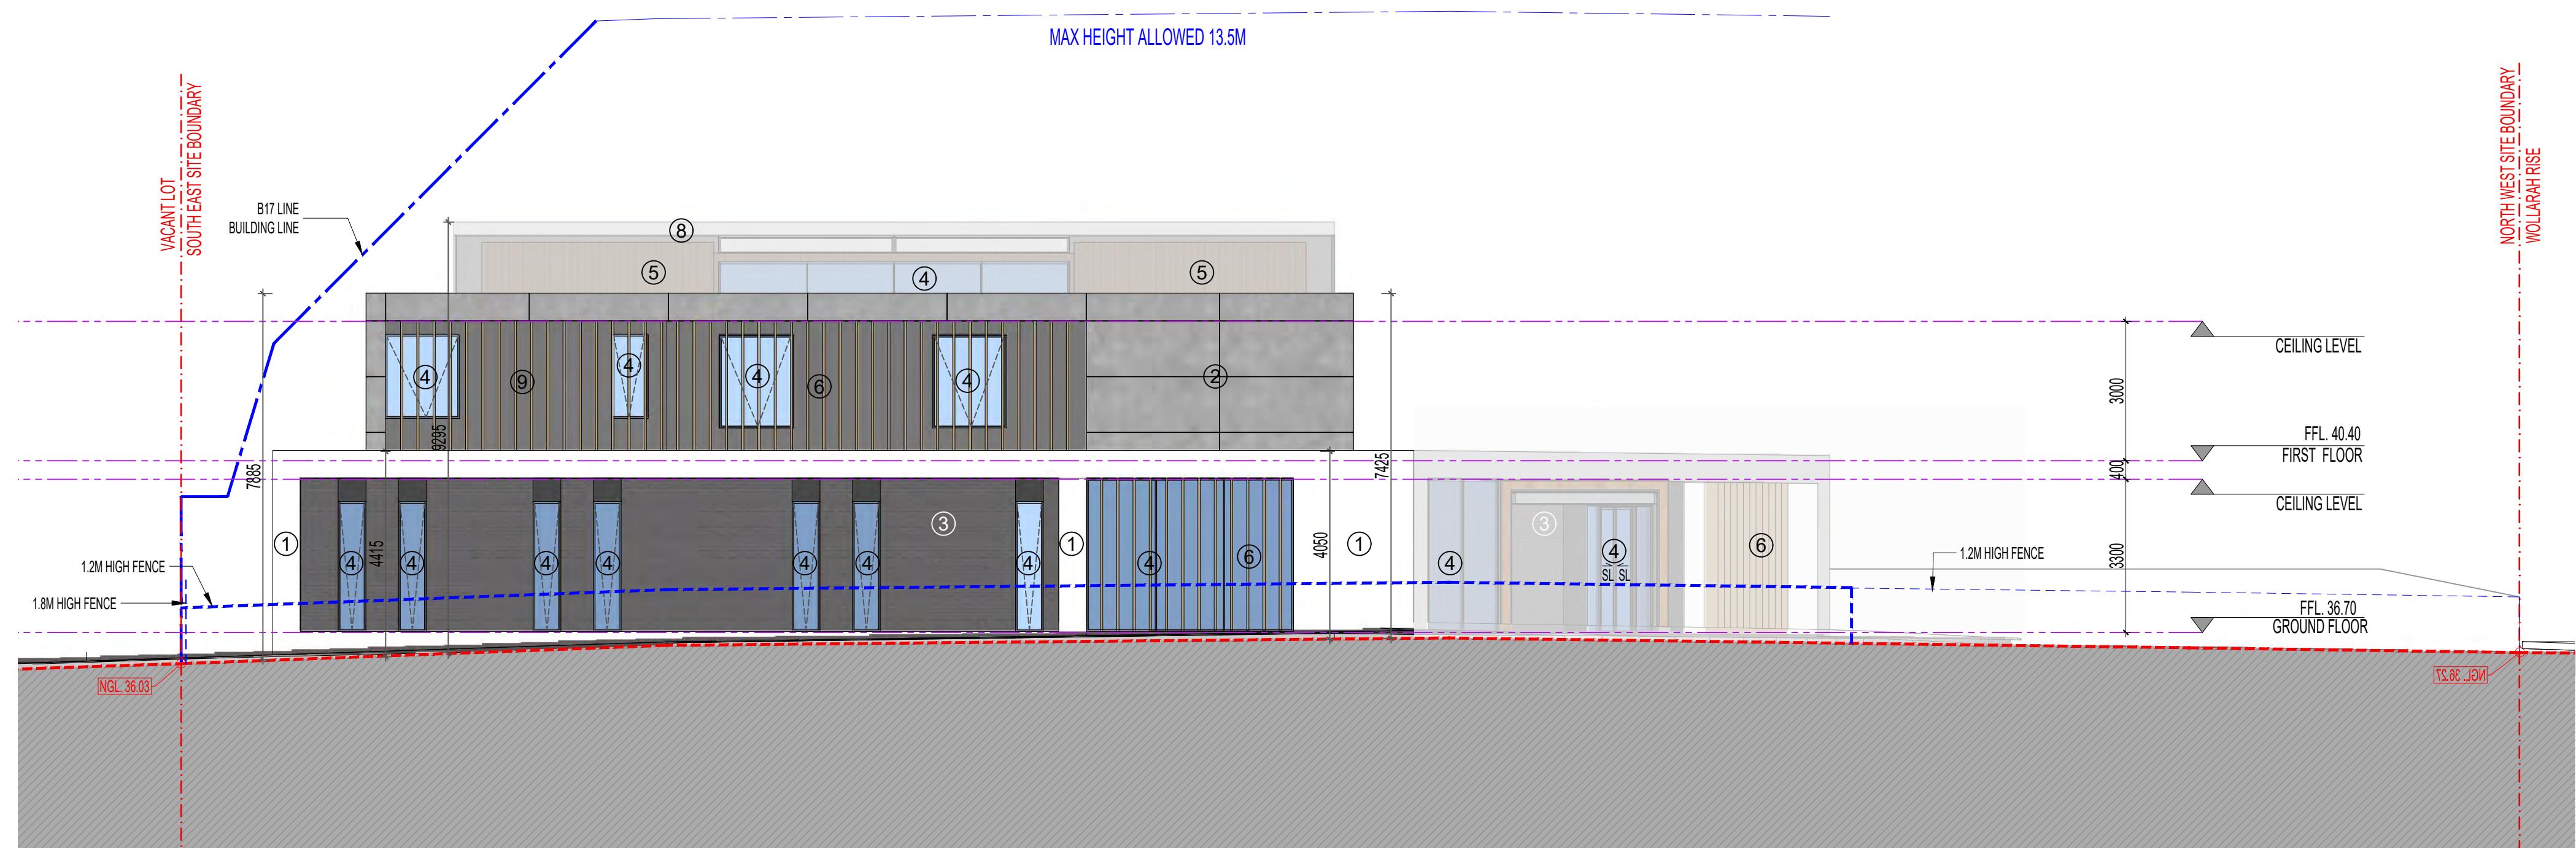 MAX HEIGHT ALLOWED 13.5M
VACANT LOT
SOUTH EAST SITE BOUNDARY
NORTH WEST SITE BOUNDARY
WOLLARAH RISE
B17 LINE
BUILDING LINE
8
5
4
5
CEILING LEVEL
4
9
4
4
6
4
2
3000
9295
7885
7425
FFL. 40.40
FIRST FLOOR
400
CEILING LEVEL
1
4
4
4415
4
4
4
4
3
4
1
4
6
4050
1
4
3
4
SL SL
6
1.2M HIGH FENCE
3300
1.2M HIGH FENCE
1.8M HIGH FENCE
FFL. 36.70
GROUND FLOOR
NGL. 36.03
NGL. 36.27